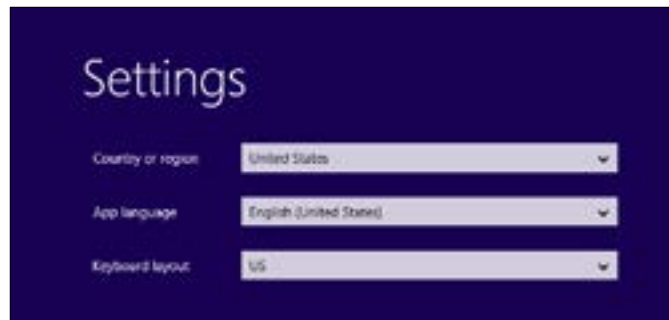 Settings
Country or region United States
App language English (United States)
Keyboard layout US